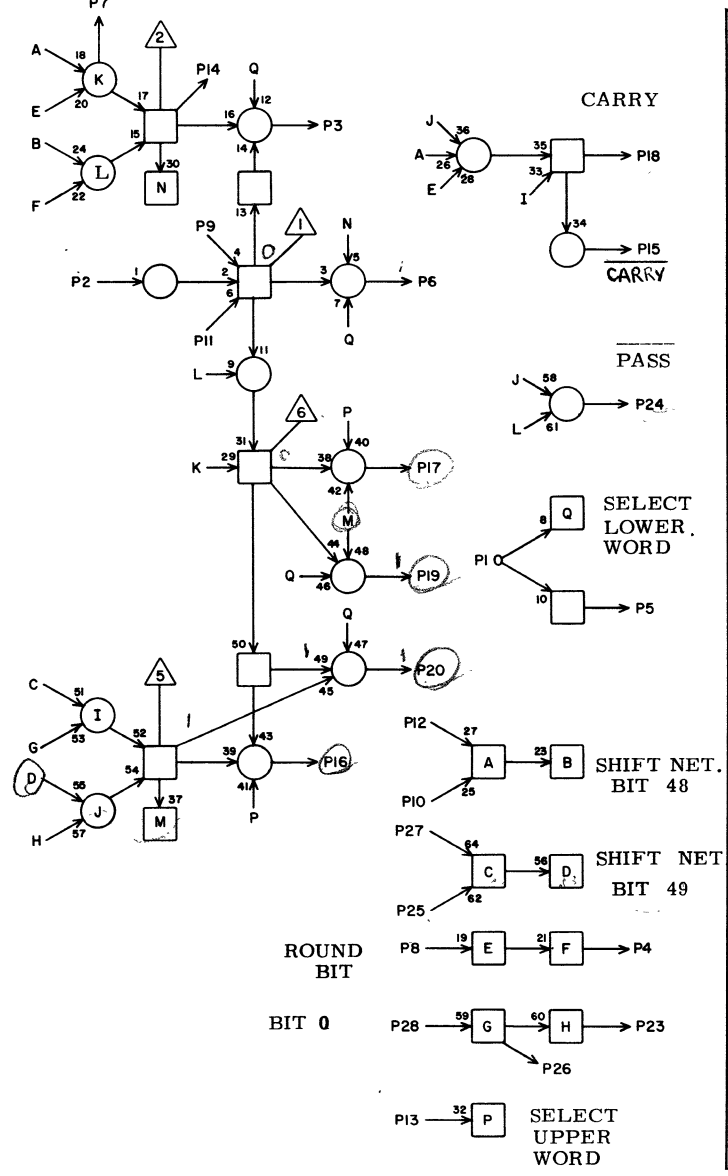 P7
A 18
K
E 20
17
2
P14
Q
12
16
P3
14
B 24
15
L
F 22
30
N
13
P9
4
0
1
N
5
P2
1
2
6
3
7
P6
P11
Q
11
L 9
31
6
K 29
P
40
38
P17
42
M
44
48
Q 46
P19
50
Q
47
49
P20
45
C 51
I
G 53
52
5
54
D 55
J
H 57
43
39
P16
41
P
37
M
CARRY
J 36
A 26
E 28
35
P18
33
I
34
P15
CARRY
PASS
J 58
L 61
P24
SELECT
LOWER
WORD
8 Q
P1
10
P5
P12 27
A
23 B
P10 25
SHIFT NET.
BIT 48
P27 64
C
56 D
P25 62
SHIFT NET
BIT 49
ROUND
BIT
P8 19 E 21 F P4
BIT 0
P28 59 G 60 H P23
P26
P13 32 P
SELECT
UPPER
WORD